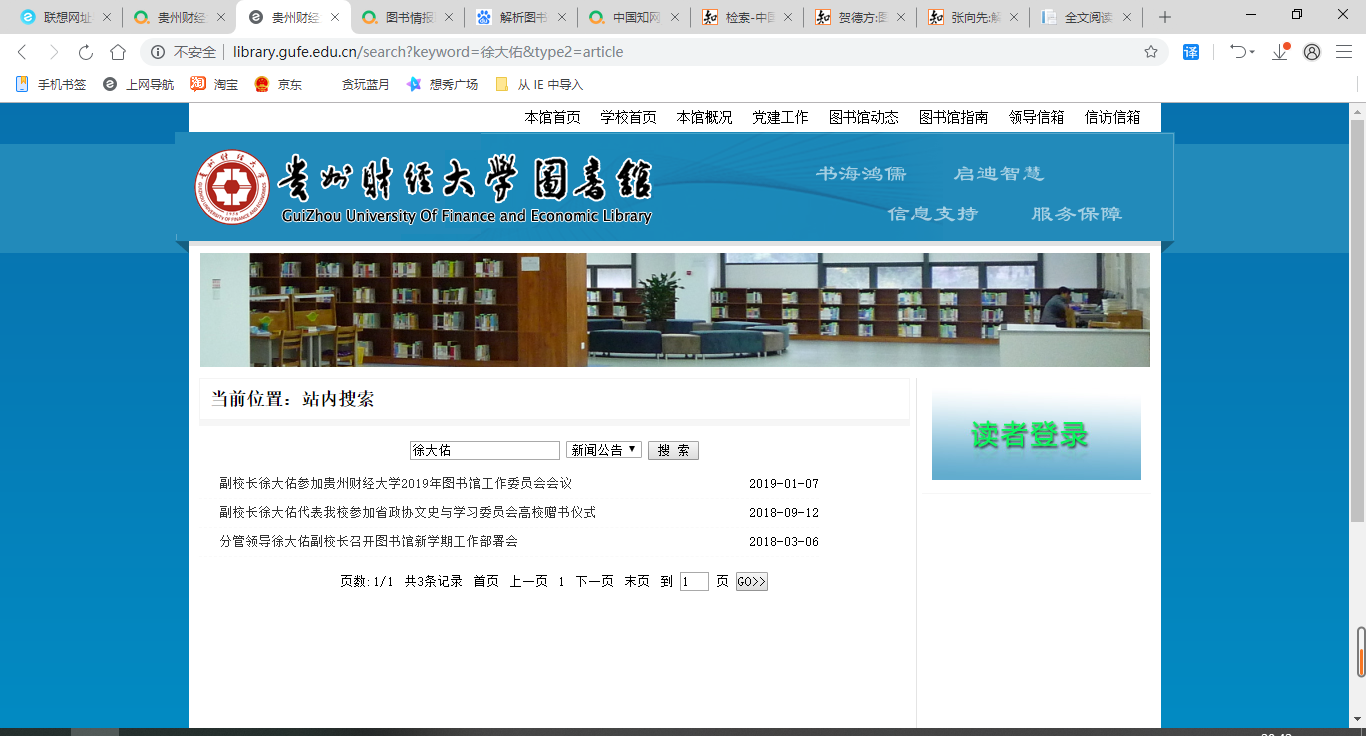 联想网址 贵州财经 贵州财经 图书情报 解析图书 中国知网 检索-中国 贺德方:图 张向先:解 全文阅读
不安全 library.gufe.edu.cn/search?keyword=徐大佑&type2=article 译
手机书签 上网导航 淘宝 京东 贪玩蓝月 想秀广场 从 IE 中导入
本馆首页 学校首页 本馆概况 党建工作 图书馆动态 图书馆指南 领导信箱 信访信箱
贵州财经大学图書館
GuiZhou University Of Finance and Economic Library
书海鸿儒 启迪智慧
信息支持 服务保障
当前位置：站内搜索
读者登录
徐大佑 新闻公告 搜 索
副校长徐大佑参加贵州财经大学2019年图书馆工作委员会会议 2019-01-07
副校长徐大佑代表我校参加省政协文史与学习委员会高校赠书仪式 2018-09-12
分管领导徐大佑副校长召开图书馆新学期工作部署会 2018-03-06
页数:1/1 共3条记录 首页 上一页 1 下一页 末页 到 1 页 GO>>